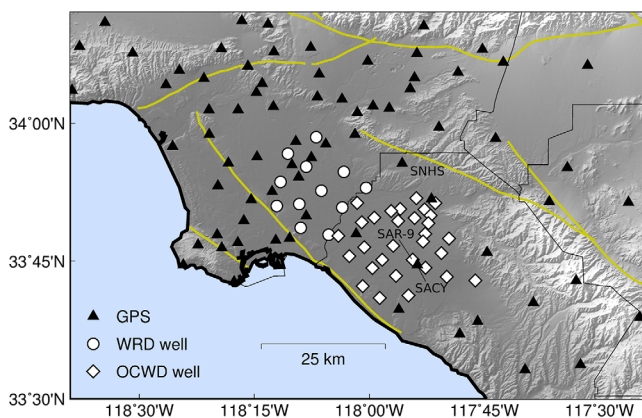 34°00'N
SNHS
SAR-9
33°45'N
SACY
GPS
WRD well
25 km
OCWD well
33°30'N
118°30'W 118°15'W 118°00'W 117°45'W 117°30'W